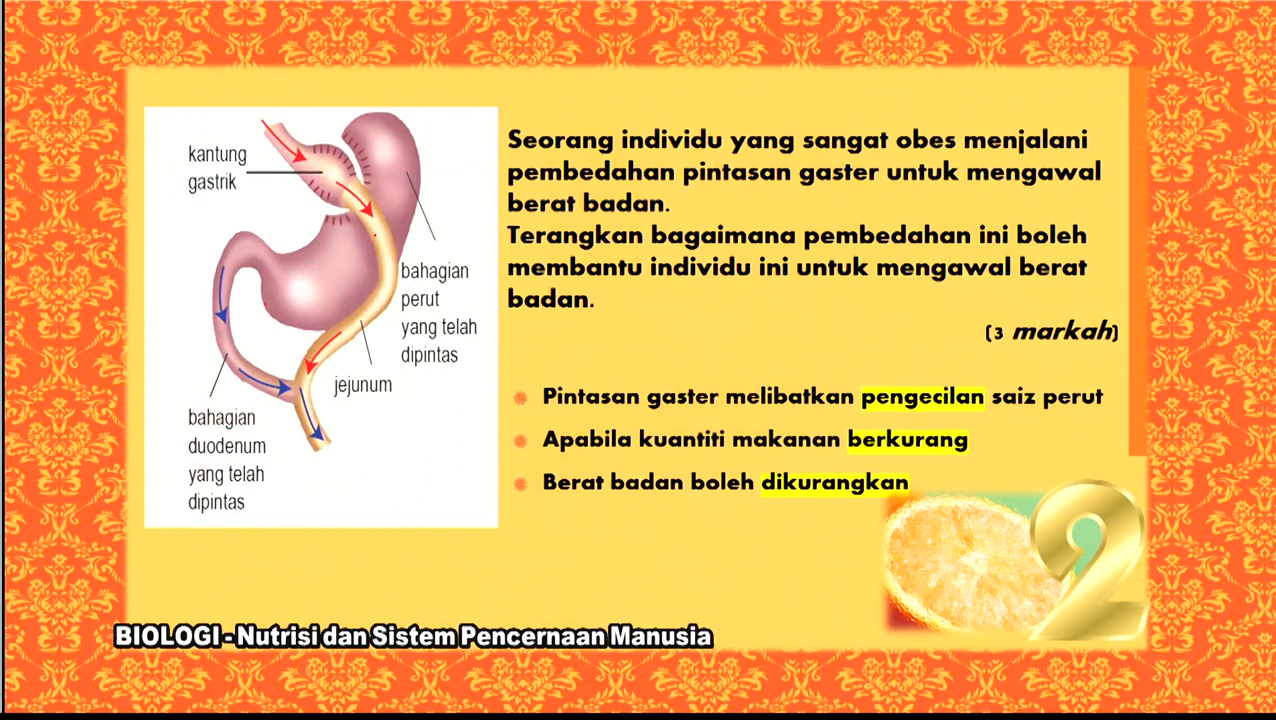 kantung
gastrik
bahagian
perut
yang telah
dipintas
jejunum
bahagian
duodenum
yang telah
dipintas
Seorang individu yang sangat obes menjalani
pembedahan pintasan gaster untuk mengawal
berat badan.
Terangkan bagaimana pembedahan ini boleh
membantu individu ini untuk mengawal berat
badan.
(3 markah)
Pintasan gaster melibatkan pengecilan saiz perut
Apabila kuantiti makanan berkurang
Berat badan boleh dikurangkan
2
BIOLOGI - Nutrisi dan Sistem Pencernaan Manusia